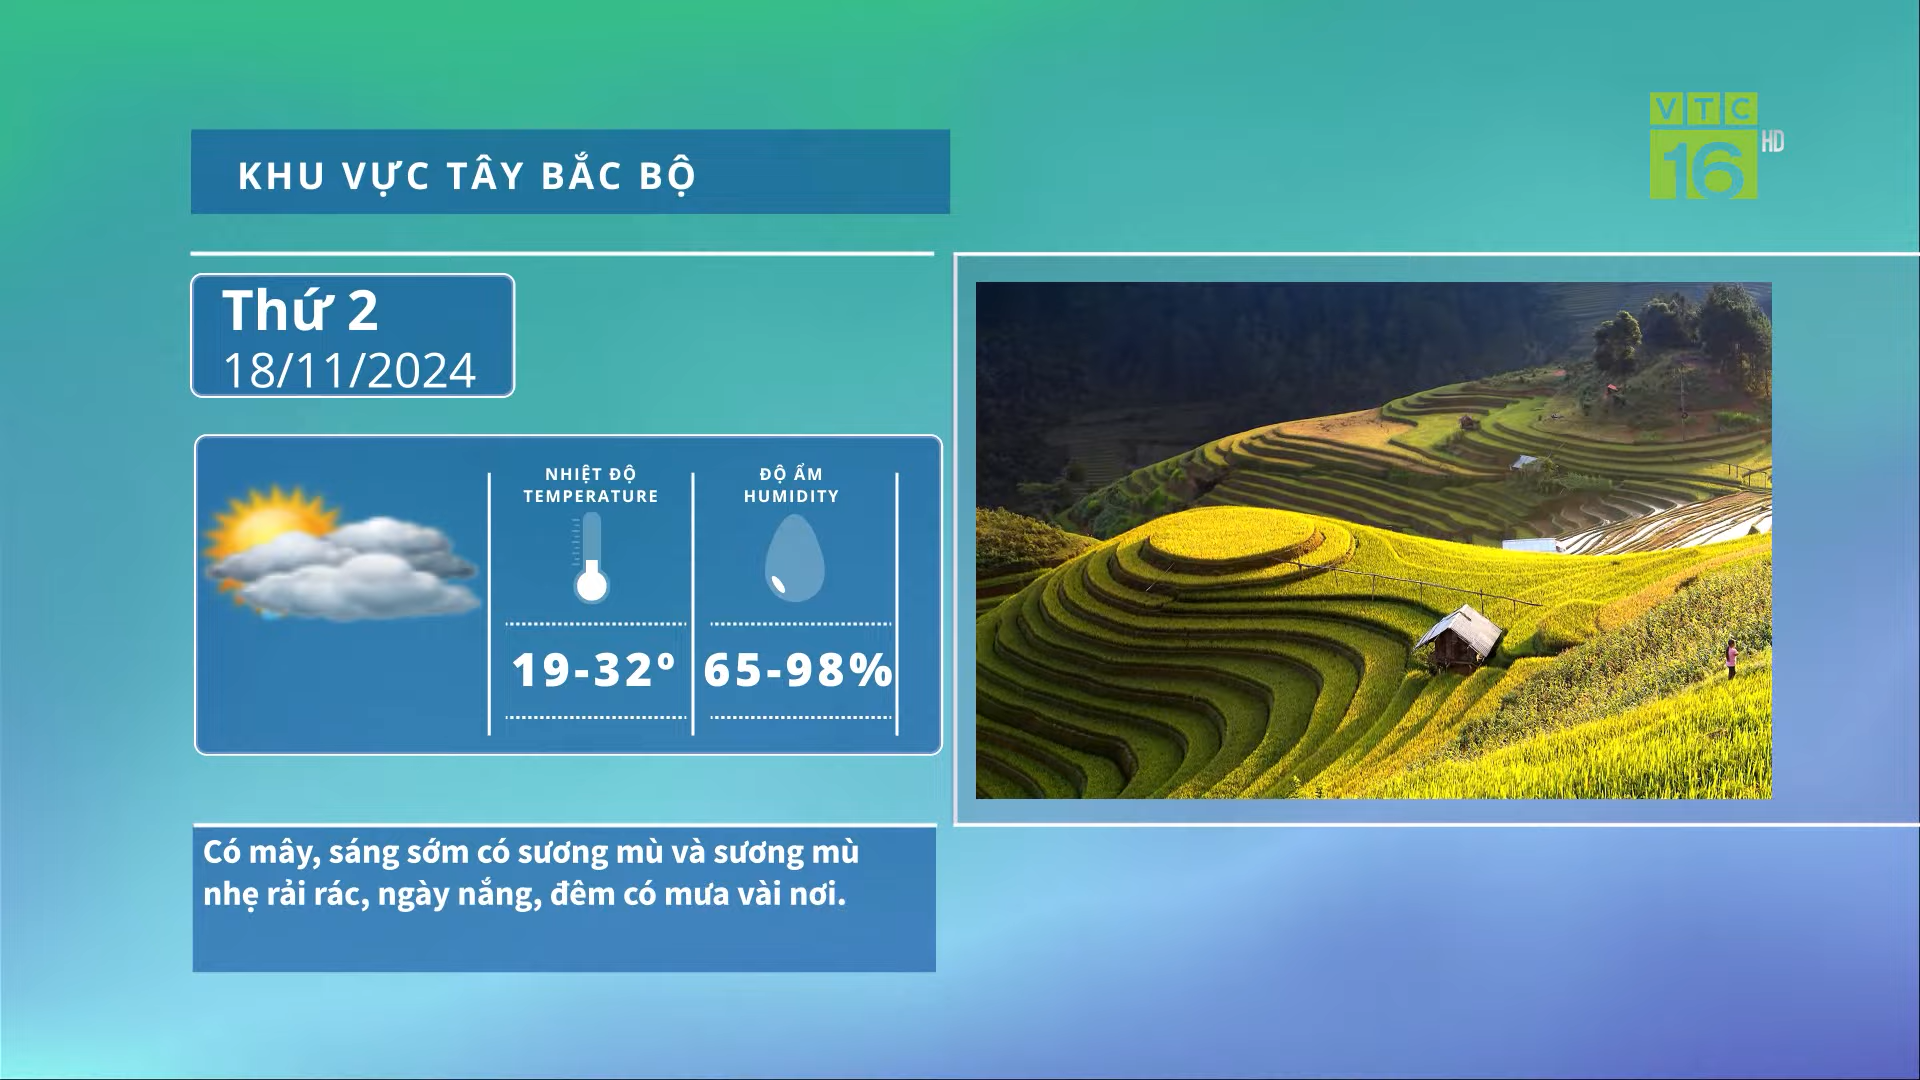 KHU VỰC TÂY BẮC BỘ
VTC
16
HD
Thứ 2
18/11/2024
NHIỆT ĐỘ
TEMPERATURE
19-32°
ĐỘ ẨM
HUMIDITY
65-98%
Có mây, sáng sớm có sương mù và sương mù
nhẹ rải rác, ngày nắng, đêm có mưa vài nơi.